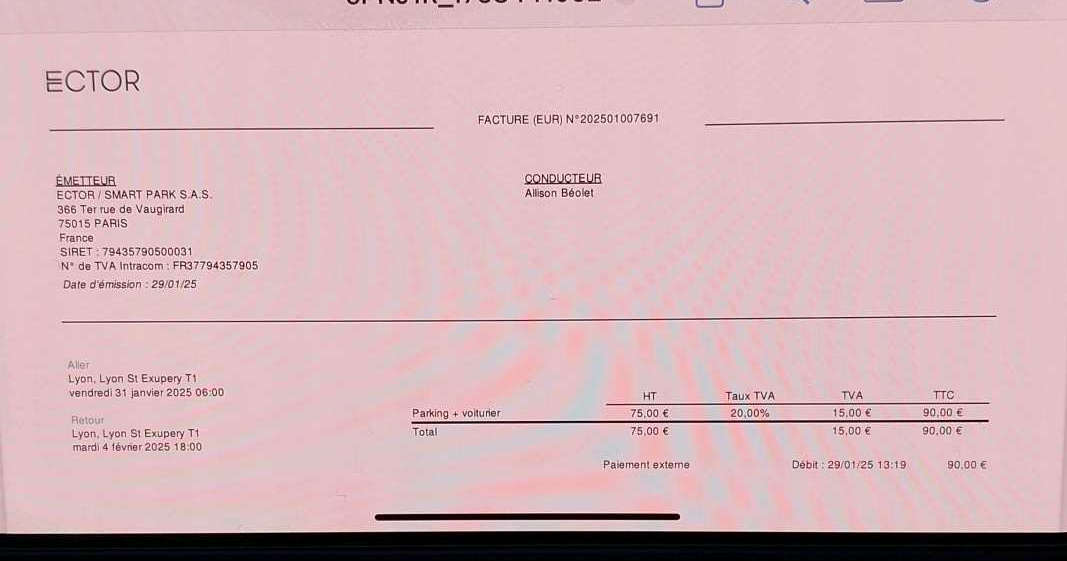 ECTOR
FACTURE (EUR) N°202501007691
ÉMETTEUR
ECTOR / SMART PARK S.A.S.
366 Ter rue de Vaugirard
75015 PARIS
France
SIRET : 79435790500031
N° de TVA Intracom : FR37794357905
Date d'émission : 29/01/25
CONDUCTEUR
Allison Béolet
Aller
Lyon, Lyon St Exupery T1
vendredi 31 janvier 2025 06:00
Retour
Lyon, Lyon St Exupery T1
mardi 4 février 2025 18:00
HT Taux TVA TVA TTC
Parking + voiturier 75,00 € 20,00% 15,00 € 90,00 €
Total 75,00 € 15,00 € 90,00 €
Paiement externe Débit : 29/01/25 13:19 90,00 €